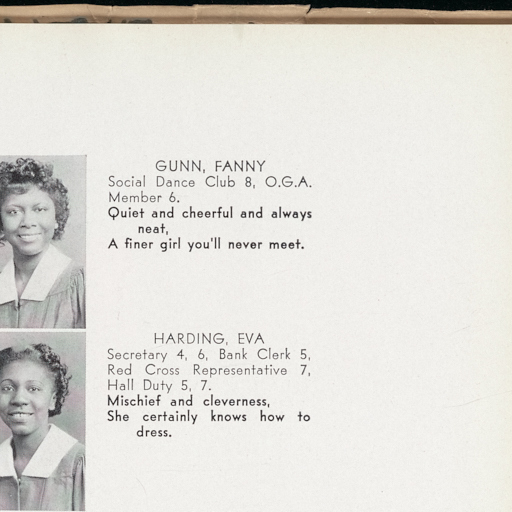 GUNN, FANNY
Social Dance Club 8, O.G.A.
Member 6.
Quiet and cheerful and always
neat,
A finer girl you'll never meet.
HARDING, EVA
Secretary 4, 6, Bank Clerk 5,
Red Cross Representative 7,
Hall Duty 5, 7.
Mischief and cleverness,
She certainly knows how to
dress.